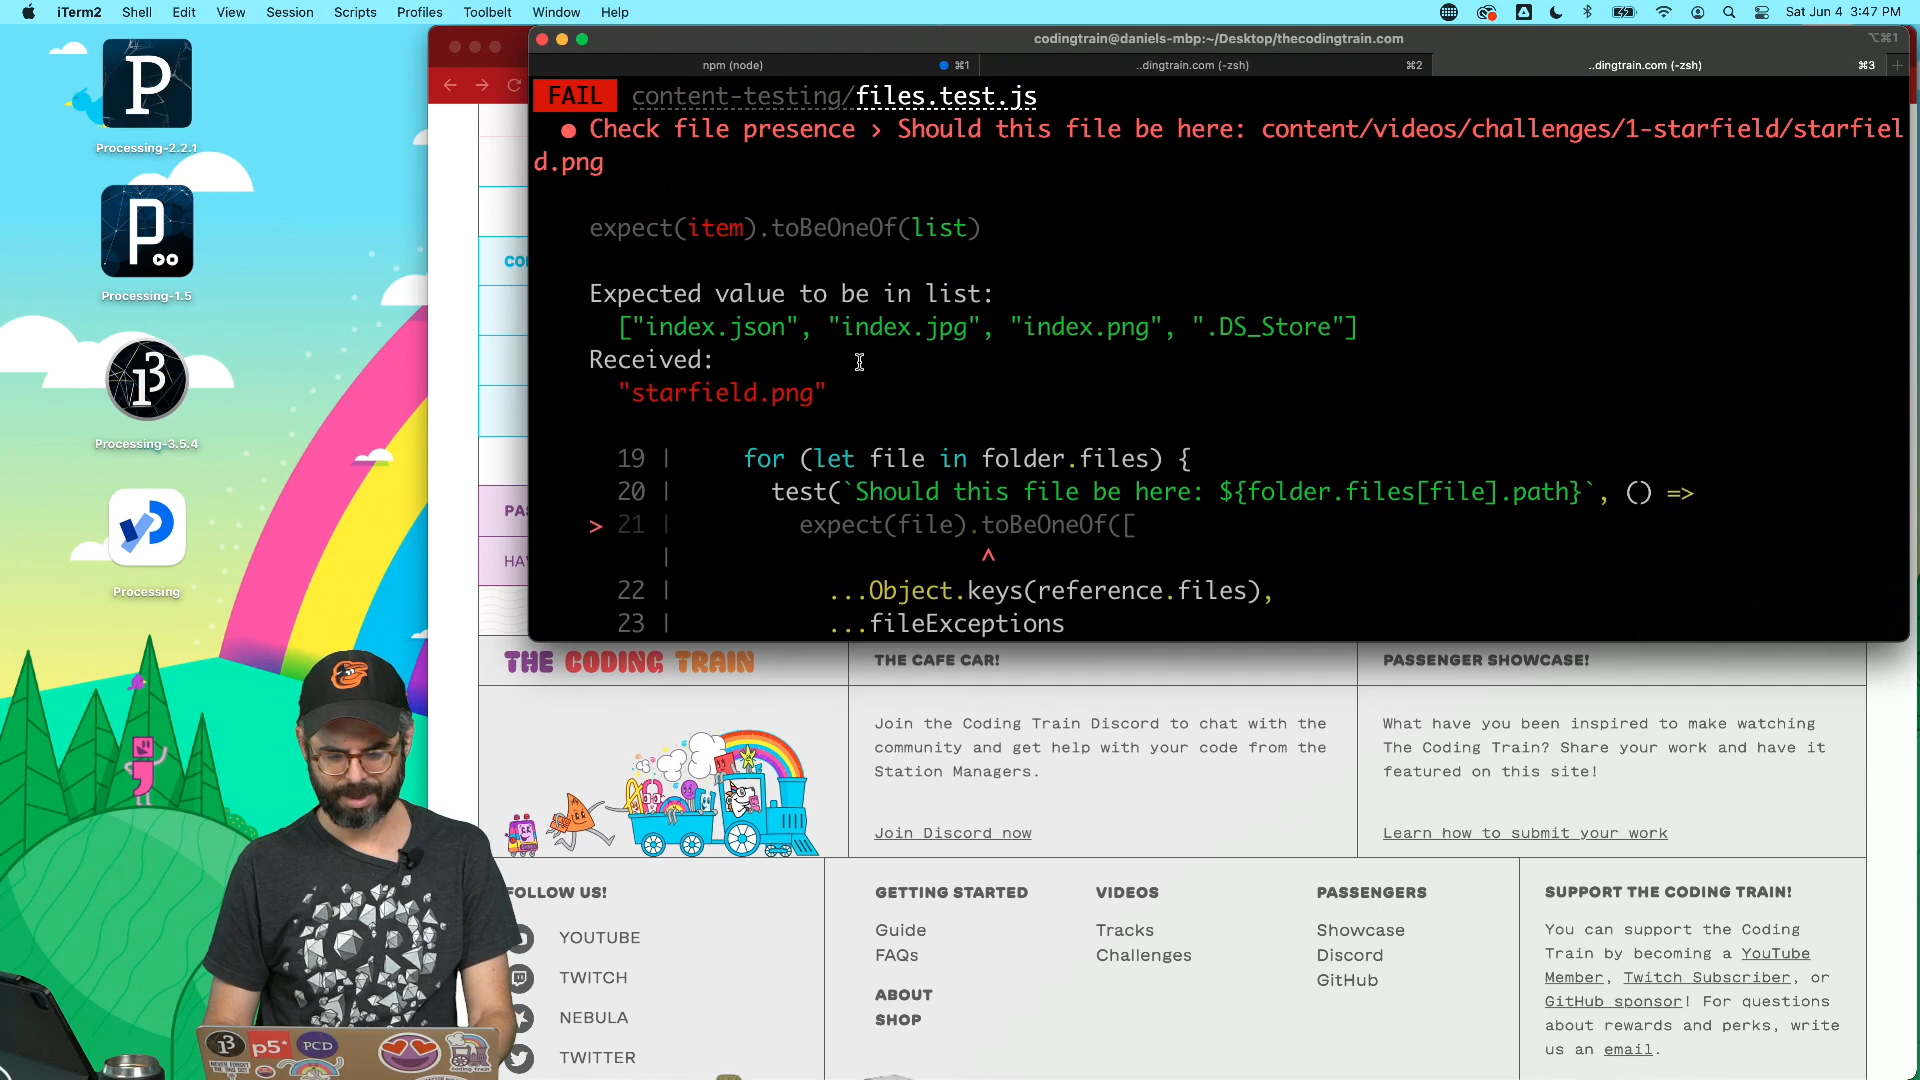 iTerm2 Shell Edit View Session Scripts Profiles Toolbelt Window Help
Sat Jun 4 3:47 PM
codingtrain@daniels-mbp:~/Desktop/thecodingtrain.com
⌥⌘1
npm (node) ⌘1
..dingtrain.com (-zsh) ⌘2
..dingtrain.com (-zsh) ⌘3
Processing-2.2.1
Processing-1.5
Processing-3.5.4
Processing
FAIL content-testing/files.test.js
● Check file presence › Should this file be here: content/videos/challenges/1-starfield/starfiel
d.png
expect(item).toBeOneOf(list)
Expected value to be in list:
["index.json", "index.jpg", "index.png", ".DS_Store"]
Received:
"starfield.png"
19 | for (let file in folder.files) {
20 | test(`Should this file be here: ${folder.files[file].path}`, () =>
> 21 | expect(file).toBeOneOf([
| ^
22 | ...Object.keys(reference.files),
23 | ...fileExceptions
CO
PAS
HAV
THE CODING TRAIN
THE CAFE CAR!
Join the Coding Train Discord to chat with the
community and get help with your code from the
Station Managers.
Join Discord now
PASSENGER SHOWCASE!
What have you been inspired to make watching
The Coding Train? Share your work and have it
featured on this site!
Learn how to submit your work
FOLLOW US!
YOUTUBE
TWITCH
NEBULA
TWITTER
GETTING STARTED
Guide
FAQs
ABOUT
SHOP
VIDEOS
Tracks
Challenges
PASSENGERS
Showcase
Discord
GitHub
SUPPORT THE CODING TRAIN!
You can support the Coding
Train by becoming a YouTube
Member, Twitch Subscriber, or
GitHub sponsor! For questions
about rewards and perks, write
us an email.
p5*
PCD